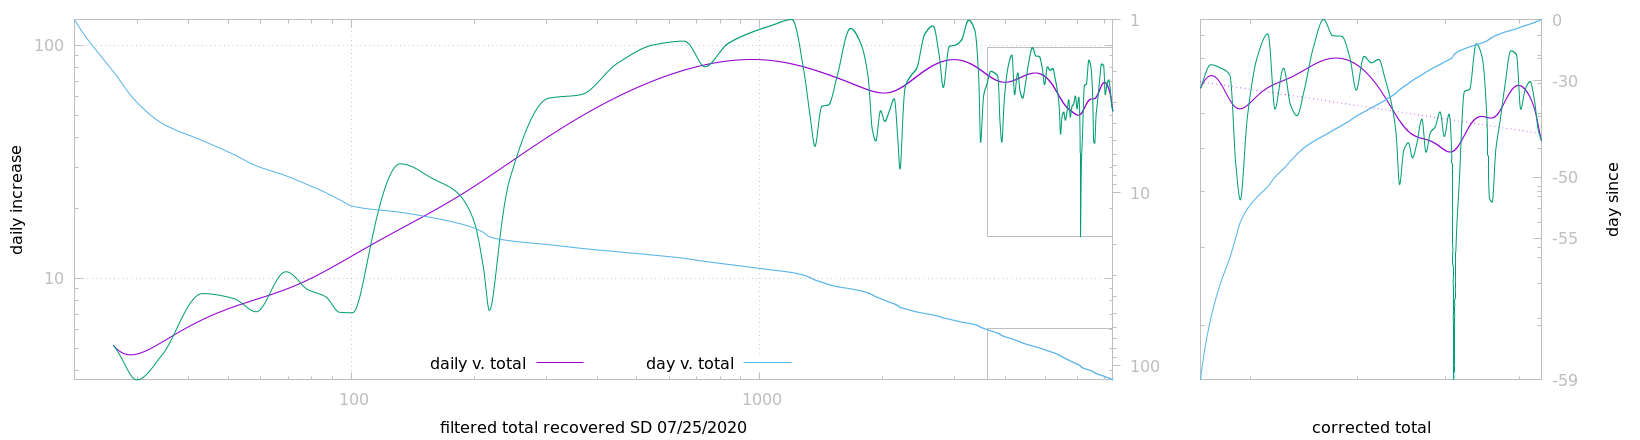 100
10
daily increase
1
10
100
daily v. total
day v. total
100
1000
filtered total recovered SD 07/25/2020
0
-30
-50
-55
-59
day since
corrected total